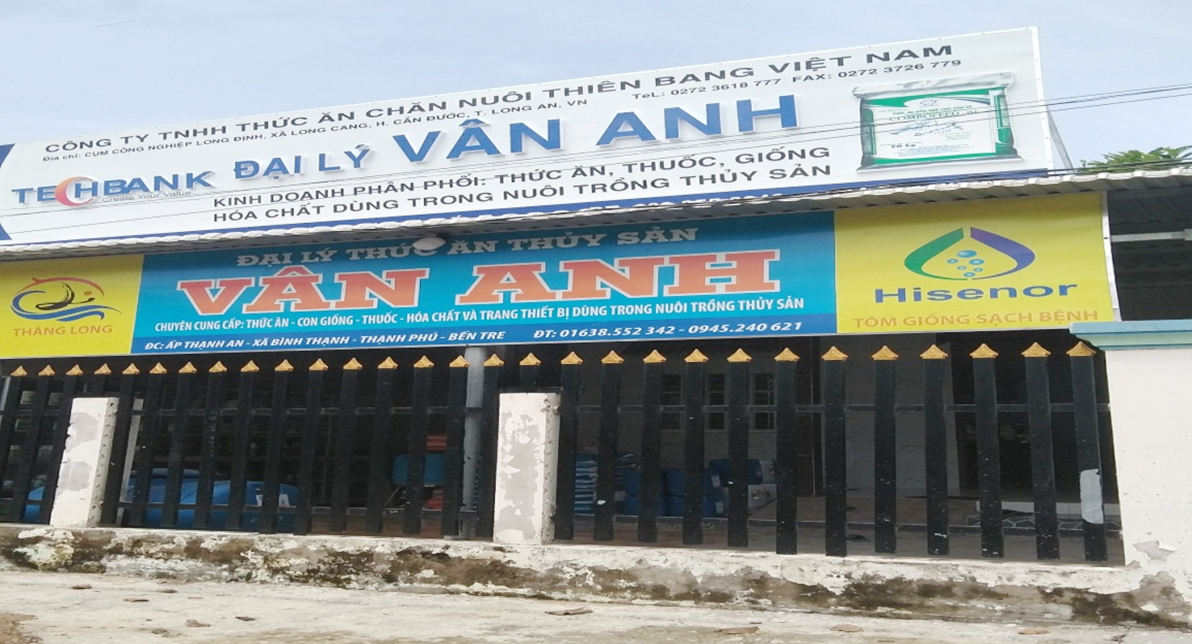 CÔNG TY TNHH THỨC ĂN CHĂN NUÔI THIÊN BANG VIỆT NAM
Địa chỉ: CỤM CÔNG NGHIỆP LONG ĐỊNH, XÃ LONG CANG, H. CẦN ĐƯỚC, T. LONG AN, VN TeL: 0272 3618 777 FAX: 0272 3726 779
TECHBANK
Create Your Value
ĐẠI LÝ VÂN ANH
KINH DOANH PHÂN PHỐI: THỨC ĂN, THUỐC, GIỐNG
HÓA CHẤT DÙNG TRONG NUÔI TRỒNG THỦY SẢN
THĂNG LONG
ĐẠI LÝ THỨC ĂN THỦY SẢN
VÂN ANH
CHUYÊN CUNG CẤP: THỨC ĂN - CON GIỐNG - THUỐC - HÓA CHẤT VÀ TRANG THIẾT BỊ DÙNG TRONG NUÔI TRỒNG THỦY SẢN
ĐC: ẤP THẠNH AN - XÃ BÌNH THẠNH - THẠNH PHÚ - BẾN TRE ĐT: 01638.552 342 - 0945.240 621
Hisenor
TÔM GIỐNG SẠCH BỆNH